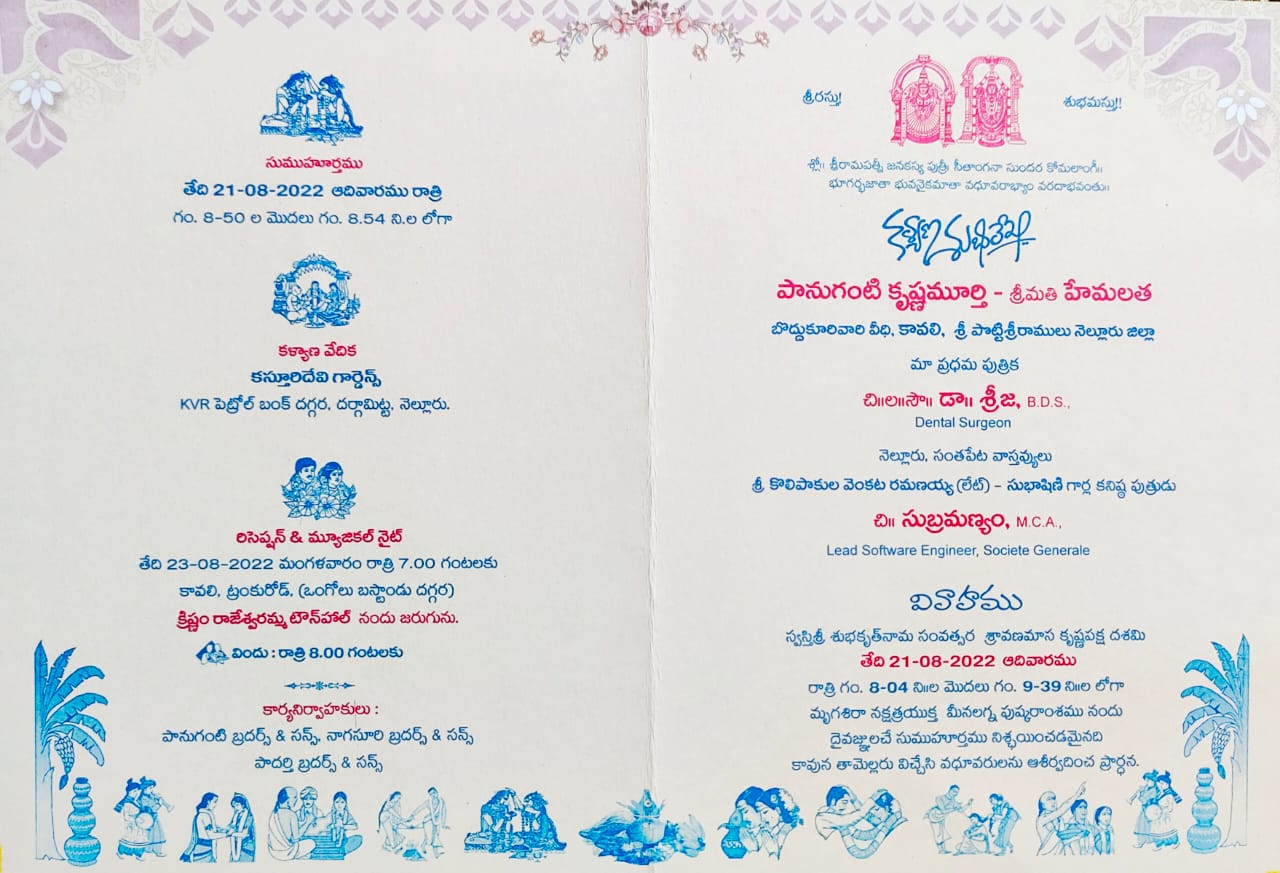 సుముహూర్తము
తేది 21-08-2022 ఆదివారము రాత్రి
గం. 8-50 ల మొదలు గం. 8.54 ని.ల లోగా
కళ్యాణ వేదిక
కస్తూరిదేవి గార్డెన్స్
KVR పెట్రోల్ బంక్ దగ్గర, దర్గామిట్ట, నెల్లూరు.
రిసెప్షన్ & మ్యూజికల్ నైట్
తేది 23-08-2022 మంగళవారం రాత్రి 7.00 గంటలకు
కావలి, ట్రంకురోడ్, (ఒంగోలు బస్టాండు దగ్గర)
క్రిష్ణం రాజేశ్వరమ్మ టౌన్‌హాల్ నందు జరుగును.
విందు : రాత్రి 8.00 గంటలకు
కార్యనిర్వాహకులు :
పానుగంటి బ్రదర్స్ & సన్స్, నాగసూరి బ్రదర్స్ & సన్స్
పాదర్తి బ్రదర్స్ & సన్స్
శ్రీరస్తు!
శుభమస్తు!!
శ్లో॥ శ్రీరామపత్నీ జనకస్య పుత్రీ సీతాంగనా సుందర కోమలాంగీ॥
భూగర్భజాతా భువనైకమాతా వధూవరాభ్యాం వరదాభవంతు॥
కళ్యాణ శుభలేఖ
పానుగంటి కృష్ణమూర్తి - శ్రీమతి హేమలత
బొద్దుకూరివారి వీధి, కావలి, శ్రీ పొట్టిశ్రీరాములు నెల్లూరు జిల్లా
మా ప్రధమ పుత్రిక
చి॥ల॥సౌ॥ డా॥ శ్రీజ, B.D.S.,
Dental Surgeon
నెల్లూరు, సంతపేట వాస్తవ్యులు
శ్రీ కొలిపాకుల వెంకట రమణయ్య (లేట్) - సుభాషిణి గార్ల కనిష్ఠ పుత్రుడు
చి॥ సుబ్రమణ్యం, M.C.A.,
Lead Software Engineer, Societe Generale
వివాహము
స్వస్తిశ్రీ శుభకృత్‌నామ సంవత్సర శ్రావణమాస కృష్ణపక్ష దశమి
తేది 21-08-2022 ఆదివారము
రాత్రి గం. 8-04 ని॥ల మొదలు గం. 9-39 ని॥ల లోగా
మృగశిరా నక్షత్రయుక్త మీనలగ్న పుష్కరాంశము నందు
దైవజ్ఞులచే సుముహూర్తము నిశ్చయించడమైనది
కావున తామెల్లరు విచ్చేసి వధూవరులను ఆశీర్వదించ ప్రార్ధన.